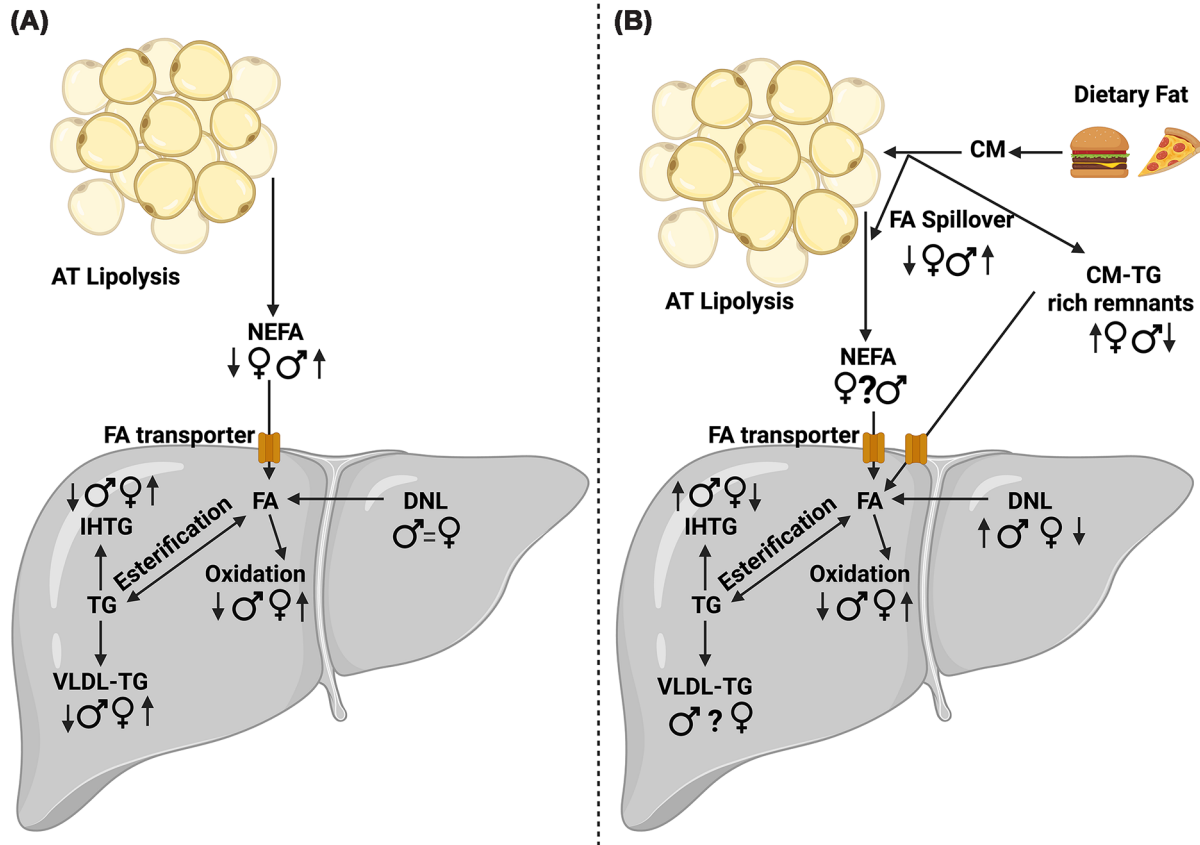 (A)
AT Lipolysis
NEFA
↓ ♀ ♂ ↑
FA transporter
↓ ♂ ♀ ↑
IHTG
Esterification
FA
DNL
♂=♀
Oxidation
↓ ♂ ♀ ↑
TG
VLDL-TG
↓ ♂ ♀ ↑
(B)
Dietary Fat
CM
FA Spillover
↓ ♀ ♂ ↑
AT Lipolysis
CM-TG
rich remnants
↑ ♀ ♂ ↓
NEFA
♀ ? ♂
FA transporter
↑ ♂ ♀ ↓
IHTG
Esterification
FA
DNL
↑ ♂ ♀ ↓
Oxidation
↓ ♂ ♀ ↑
TG
VLDL-TG
♂ ? ♀